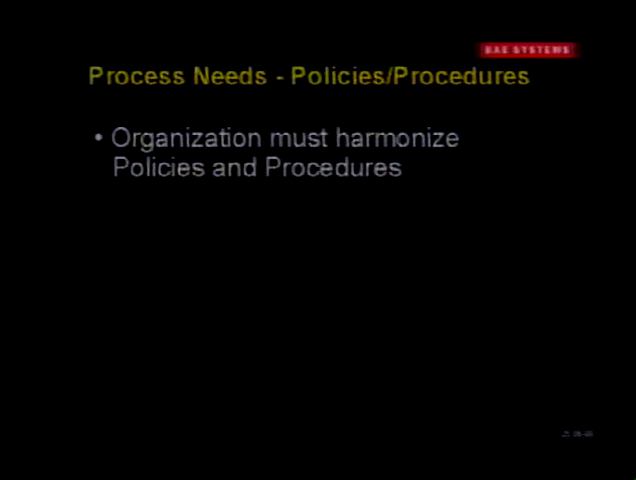 BAE SYSTEMS
Process Needs - Policies/Procedures
• Organization must harmonize
Policies and Procedures